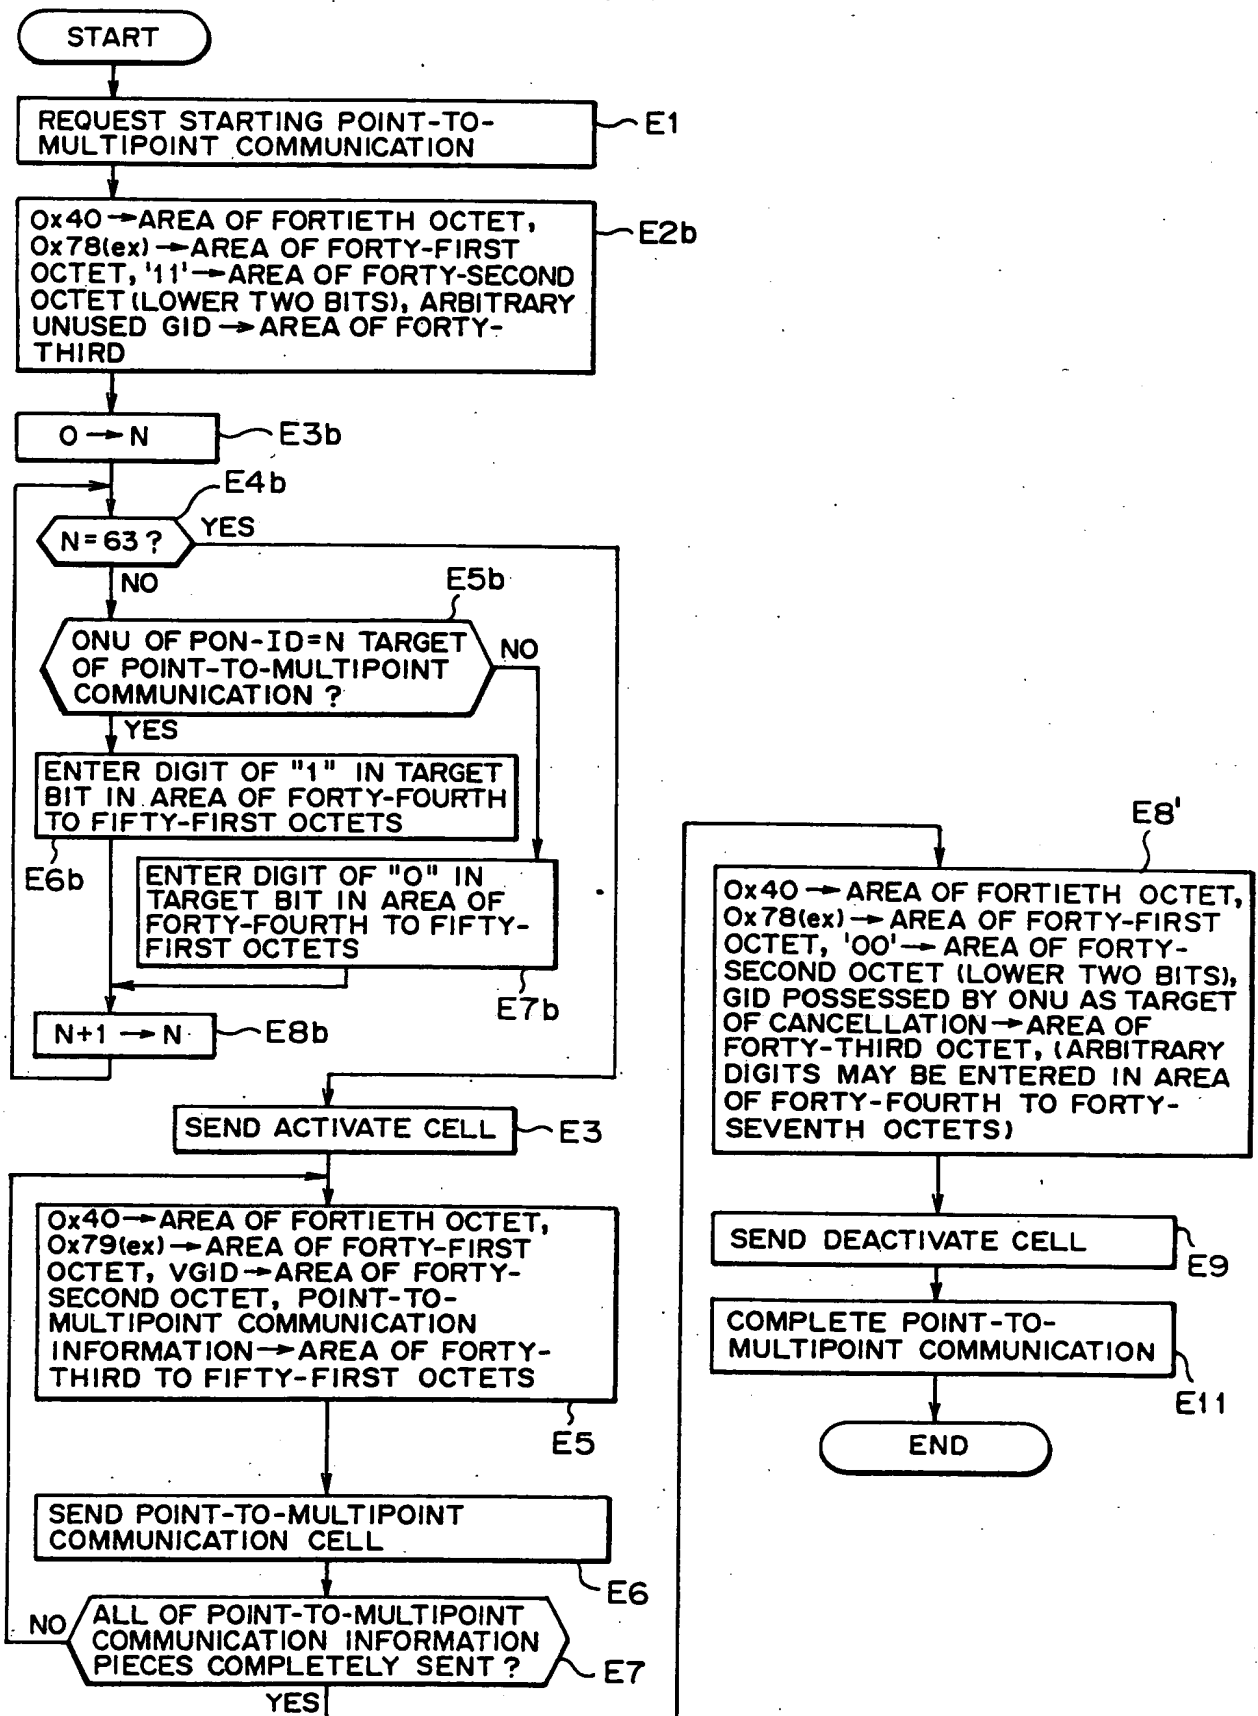 START
REQUEST STARTING POINT-TO-
MULTIPOINT COMMUNICATION
E1
0x40→AREA OF FORTIETH OCTET,
0x78(ex)→AREA OF FORTY-FIRST
OCTET, '11'→AREA OF FORTY-SECOND
OCTET (LOWER TWO BITS), ARBITRARY
UNUSED GID→AREA OF FORTY-
THIRD
E2b
0→N
E3b
E4b
N=63?
YES
NO
E5b
ONU OF PON-ID=N TARGET
OF POINT-TO-MULTIPOINT
COMMUNICATION?
NO
YES
ENTER DIGIT OF "1" IN TARGET
BIT IN AREA OF FORTY-FOURTH
TO FIFTY-FIRST OCTETS
E6b
ENTER DIGIT OF "0" IN
TARGET BIT IN AREA OF
FORTY-FOURTH TO FIFTY-
FIRST OCTETS
E7b
N+1→N
E8b
SEND ACTIVATE CELL
E3
0x40→AREA OF FORTIETH OCTET,
0x79(ex)→AREA OF FORTY-FIRST
OCTET, VGID→AREA OF FORTY-
SECOND OCTET, POINT-TO-
MULTIPOINT COMMUNICATION
INFORMATION→AREA OF FORTY-
THIRD TO FIFTY-FIRST OCTETS
E5
SEND POINT-TO-MULTIPOINT
COMMUNICATION CELL
E6
NO
ALL OF POINT-TO-MULTIPOINT
COMMUNICATION INFORMATION
PIECES COMPLETELY SENT?
E7
YES
E8'
0x40→AREA OF FORTIETH OCTET,
0x78(ex)→AREA OF FORTY-FIRST
OCTET, '00'→AREA OF FORTY-
SECOND OCTET (LOWER TWO BITS),
GID POSSESSED BY ONU AS TARGET
OF CANCELLATION→AREA OF
FORTY-THIRD OCTET, (ARBITRARY
DIGITS MAY BE ENTERED IN AREA
OF FORTY-FOURTH TO FORTY-
SEVENTH OCTETS)
SEND DEACTIVATE CELL
E9
COMPLETE POINT-TO-
MULTIPOINT COMMUNICATION
E11
END